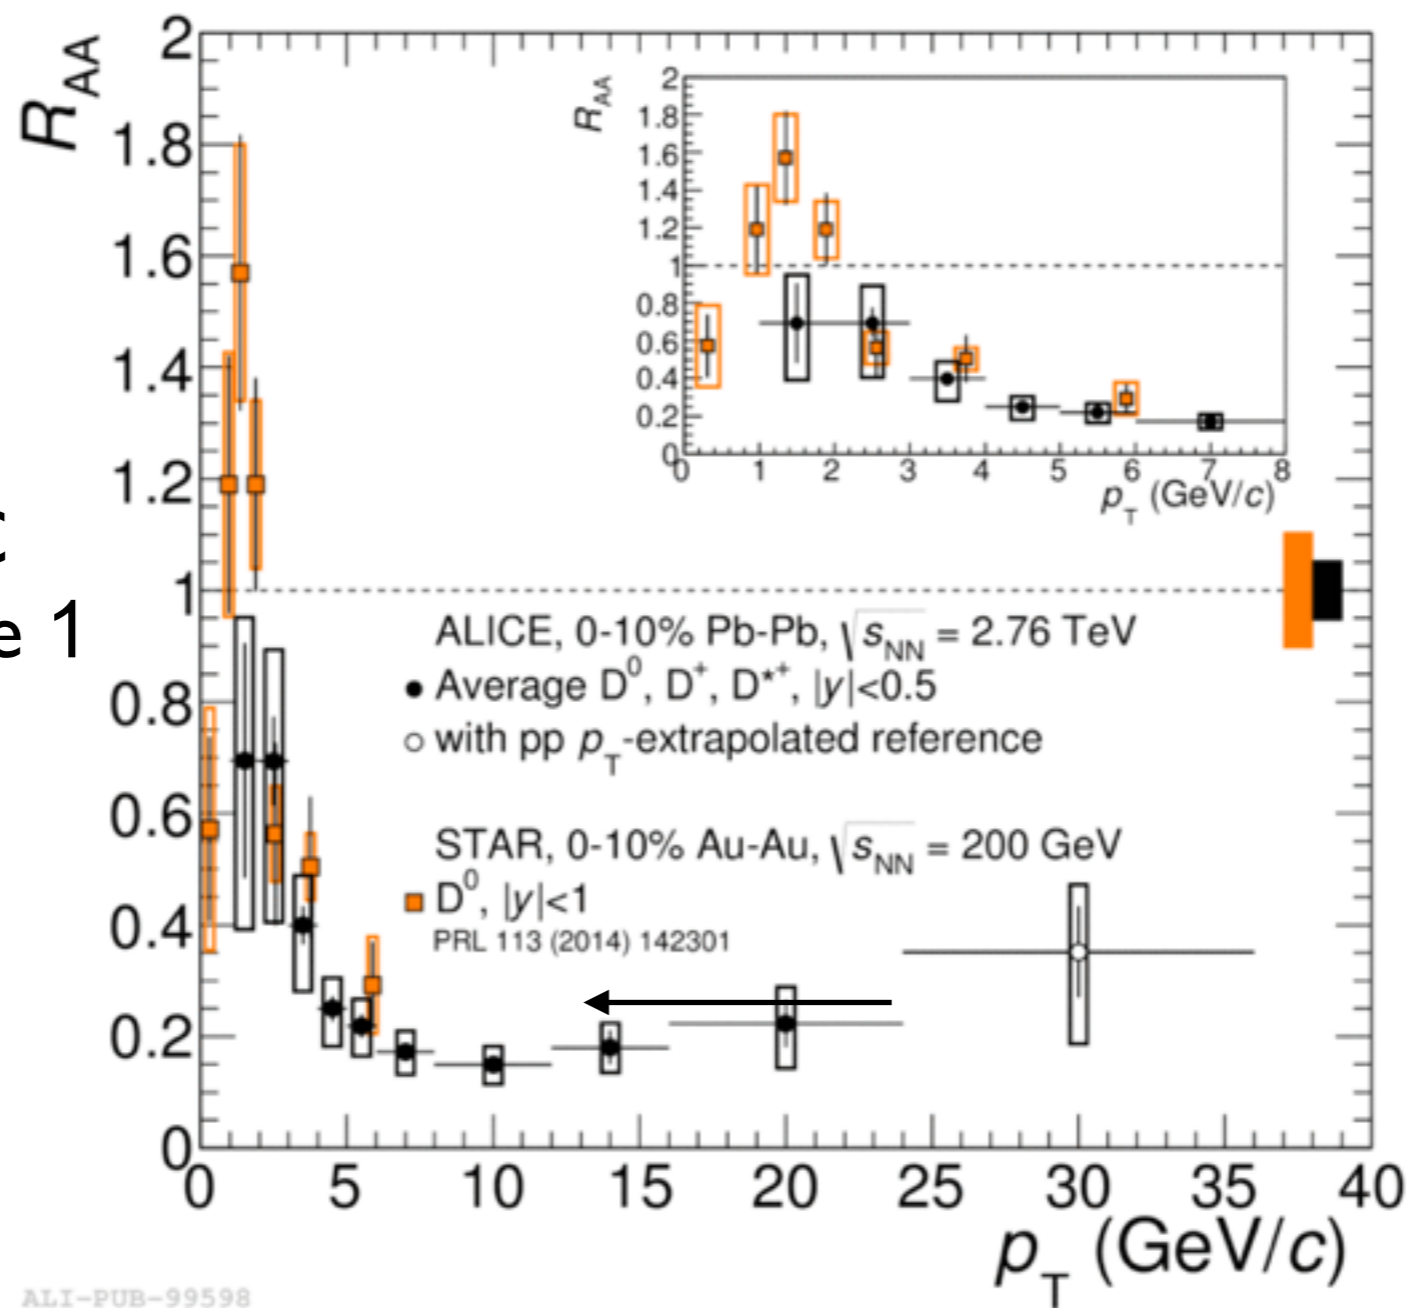 R_AA
2
1.8
1.6
1.4
1.2
1
0.8
0.6
0.4
0.2
0
R_AA
2
1.8
1.6
1.4
1.2
1
0.8
0.6
0.4
0.2
0
0 1 2 3 4 5 6 7 8
p_T (GeV/c)
e 1
ALICE, 0-10% Pb-Pb, √s_NN = 2.76 TeV
Average D^0, D^+, D^*+, |y|<0.5
with pp p_T-extrapolated reference
STAR, 0-10% Au-Au, √s_NN = 200 GeV
D^0, |y|<1
PRL 113 (2014) 142301
0 5 10 15 20 25 30 35 40
p_T (GeV/c)
ALI-PUB-99598